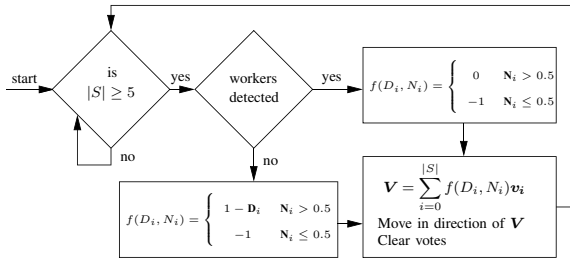 start
is
|S| ≥ 5
yes
no
workers
detected
yes
no
f(D_i, N_i) = { 0 N_i > 0.5
−1 N_i ≤ 0.5
f(D_i, N_i) = { 1 − D_i N_i > 0.5
−1 N_i ≤ 0.5
V = ∑_{i=0}^{|S|} f(D_i, N_i)v_i
Move in direction of V
Clear votes